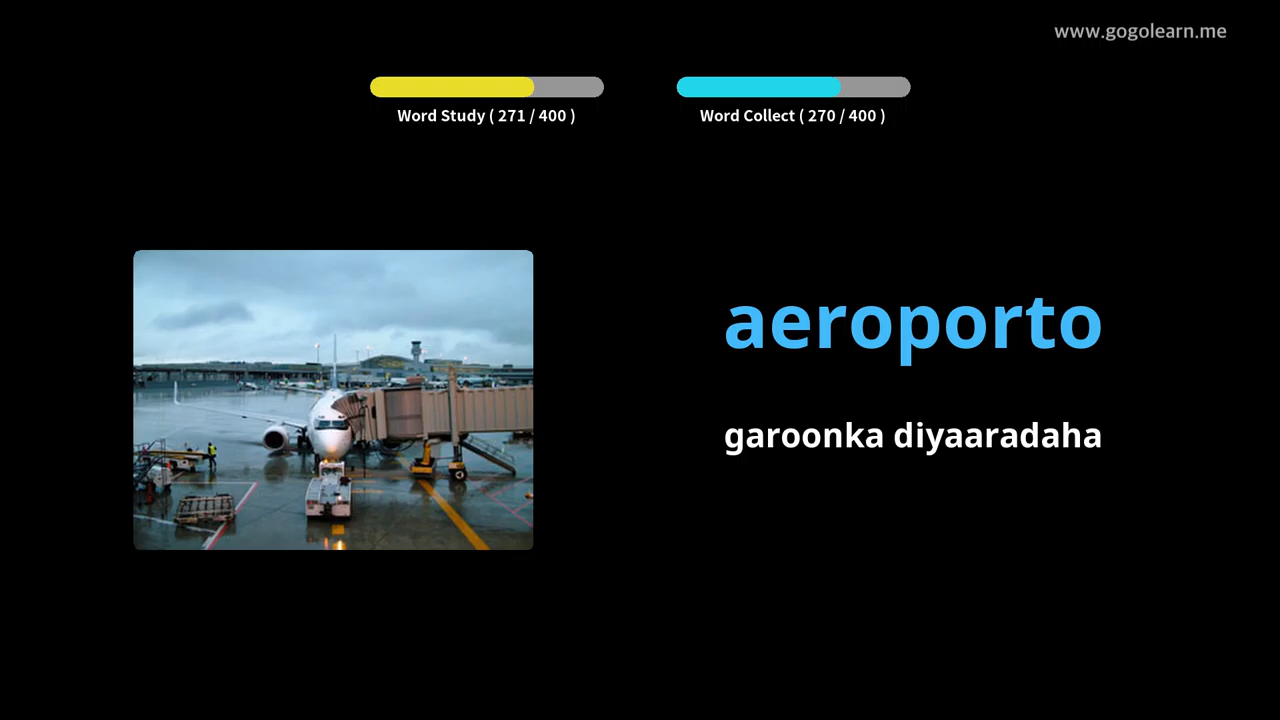 www.gogolearn.me
Word Study ( 271 / 400 )
Word Collect ( 270 / 400 )
aeroporto
garoonka diyaaradaha